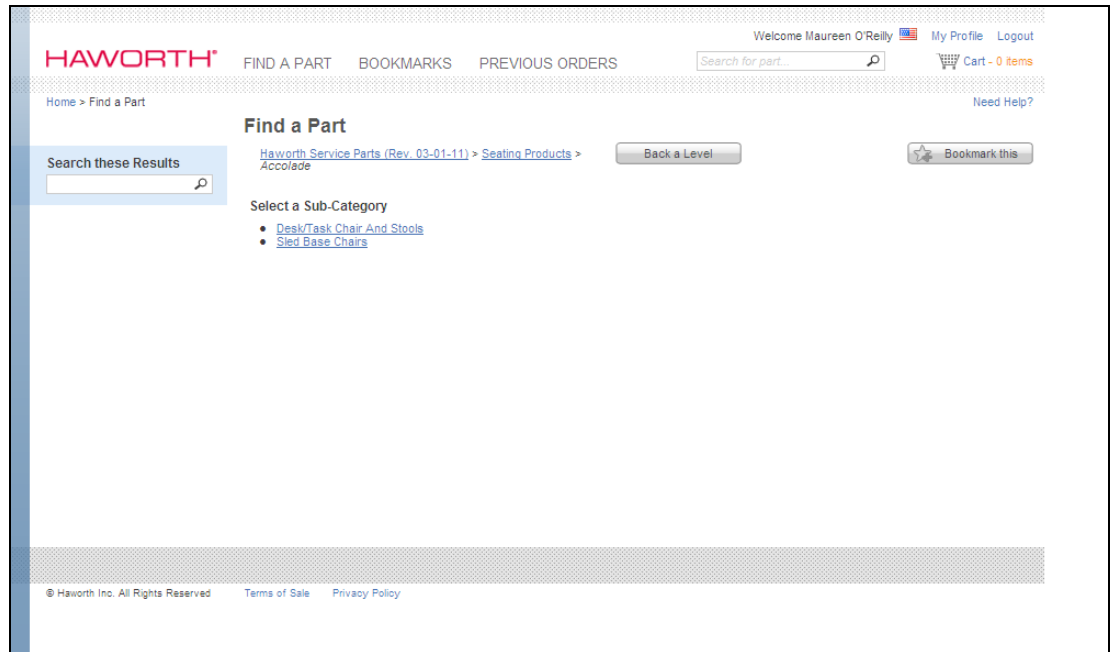 Welcome Maureen O'Reilly My Profile Logout
HAWORTH®
FIND A PART BOOKMARKS PREVIOUS ORDERS
Search for part...
Cart - 0 items
Home > Find a Part
Need Help?
Find a Part
Search these Results
Haworth Service Parts (Rev. 03-01-11) > Seating Products >
Accolade
Back a Level
Bookmark this
Select a Sub-Category
• Desk/Task Chair And Stools
• Sled Base Chairs
© Haworth Inc. All Rights Reserved Terms of Sale Privacy Policy